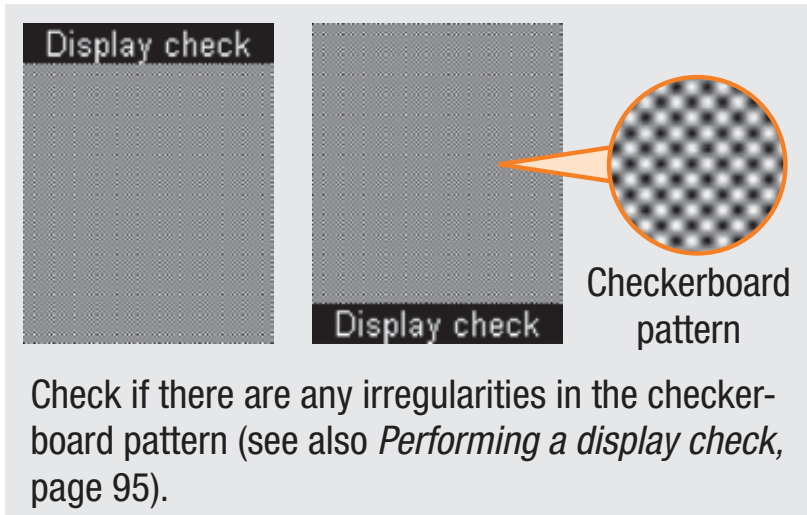 Display check
Display check
Checkerboard
pattern
Check if there are any irregularities in the checker-
board pattern (see also Performing a display check,
page 95).